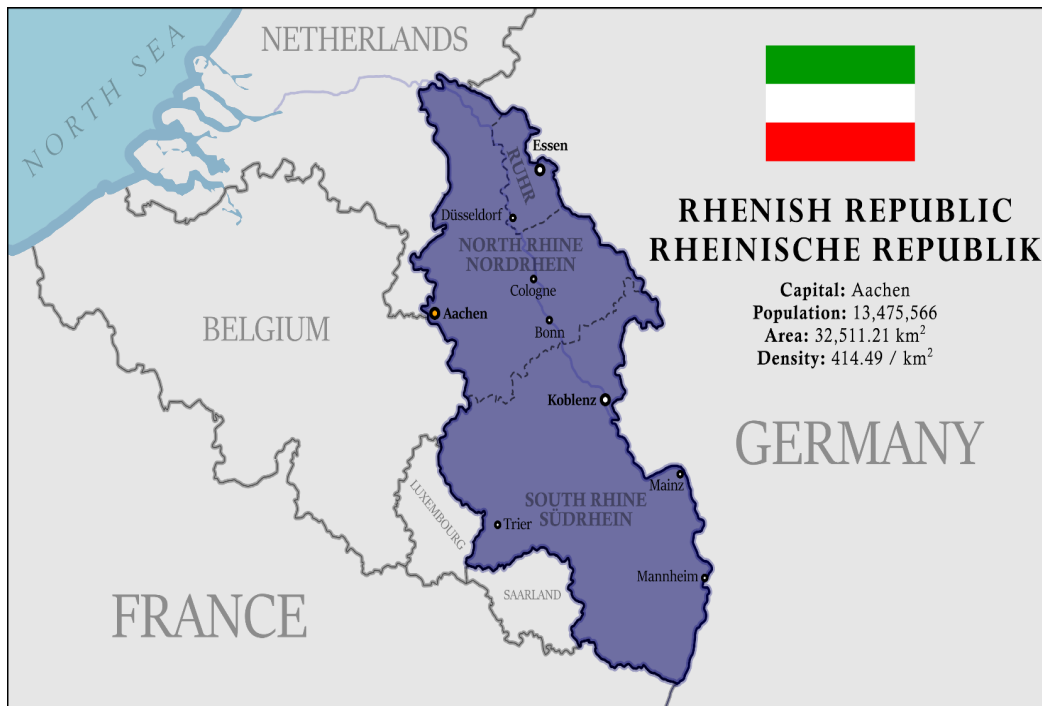 NETHERLANDS
NORTH SEA
Essen
RUHR
Düsseldorf
NORTH RHINE
NORDRHEIN
Cologne
Aachen
Bonn
BELGIUM
Koblenz
Mainz
LUXEMBOURG
SOUTH RHINE
SÜDRHEIN
Trier
Mannheim
SAARLAND
FRANCE
RHENISH REPUBLIC
RHEINISCHE REPUBLIK
Capital: Aachen
Population: 13,475,566
Area: 32,511.21 km²
Density: 414.49 / km²
GERMANY